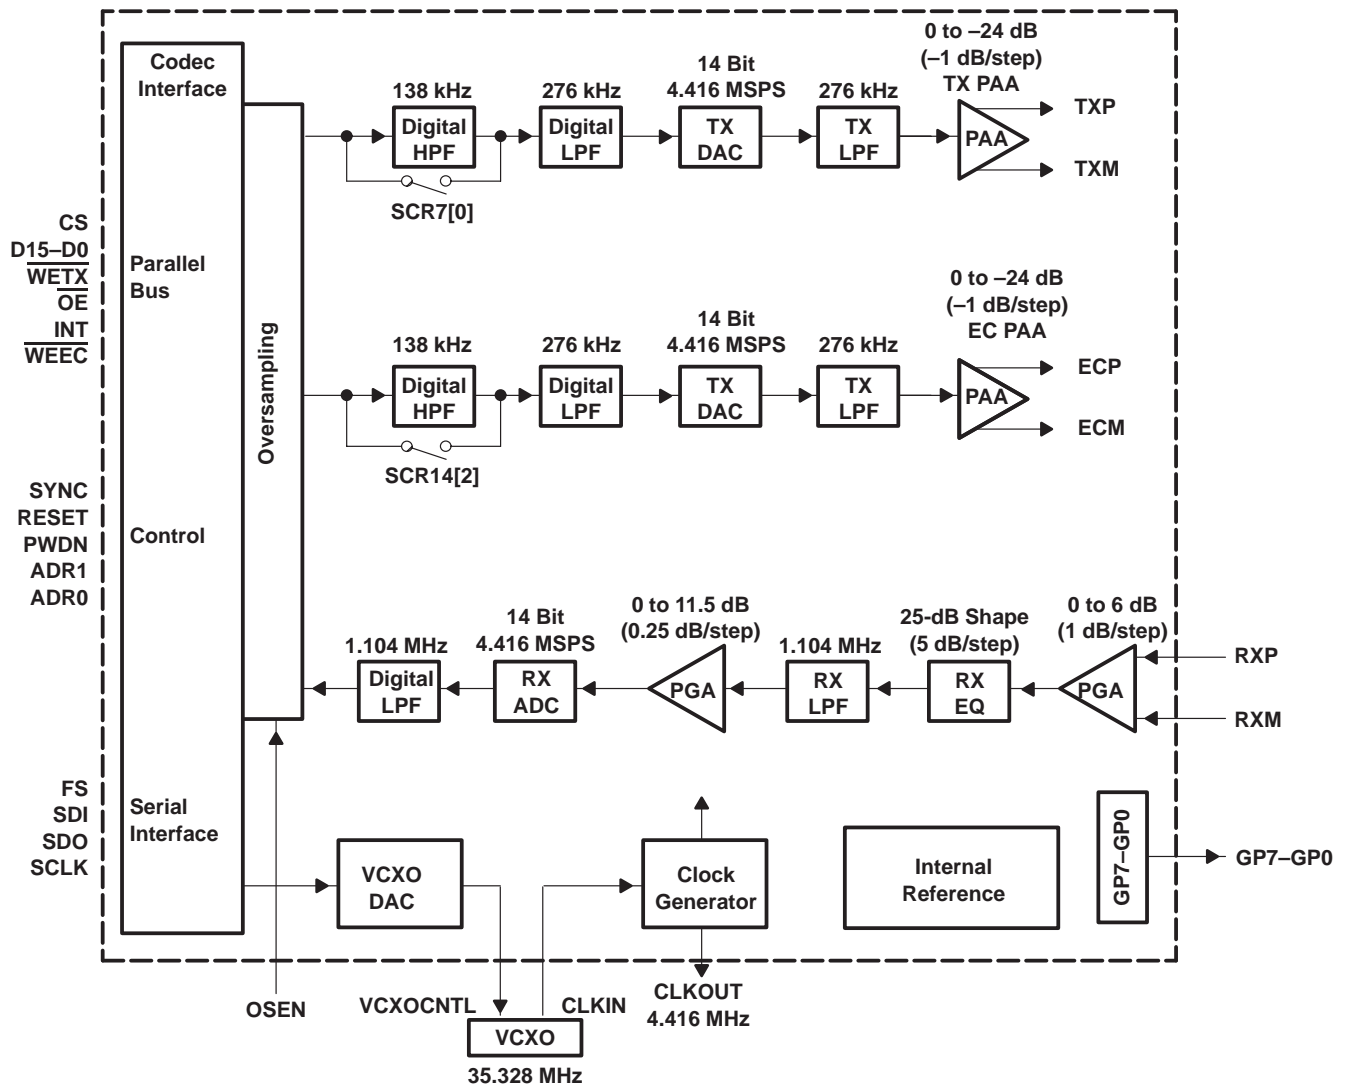 Codec
Interface
Parallel
Bus
Control
Serial
Interface
Oversampling
CS
D15–D0
WETX
OE
INT
WEEC
SYNC
RESET
PWDN
ADR1
ADR0
FS
SDI
SDO
SCLK
138 kHz
Digital
HPF
SCR7[0]
276 kHz
Digital
LPF
14 Bit
4.416 MSPS
TX
DAC
276 kHz
TX
LPF
0 to –24 dB
(–1 dB/step)
TX PAA
PAA
TXP
TXM
138 kHz
Digital
HPF
SCR14[2]
276 kHz
Digital
LPF
14 Bit
4.416 MSPS
TX
DAC
276 kHz
TX
LPF
0 to –24 dB
(–1 dB/step)
EC PAA
PAA
ECP
ECM
1.104 MHz
Digital
LPF
14 Bit
4.416 MSPS
RX
ADC
0 to 11.5 dB
(0.25 dB/step)
PGA
1.104 MHz
RX
LPF
25-dB Shape
(5 dB/step)
RX
EQ
0 to 6 dB
(1 dB/step)
PGA
RXP
RXM
VCXO
DAC
Clock
Generator
Internal
Reference
GP7–GP0
GP7–GP0
OSEN
VCXOCNTL
CLKIN
VCXO
35.328 MHz
CLKOUT
4.416 MHz